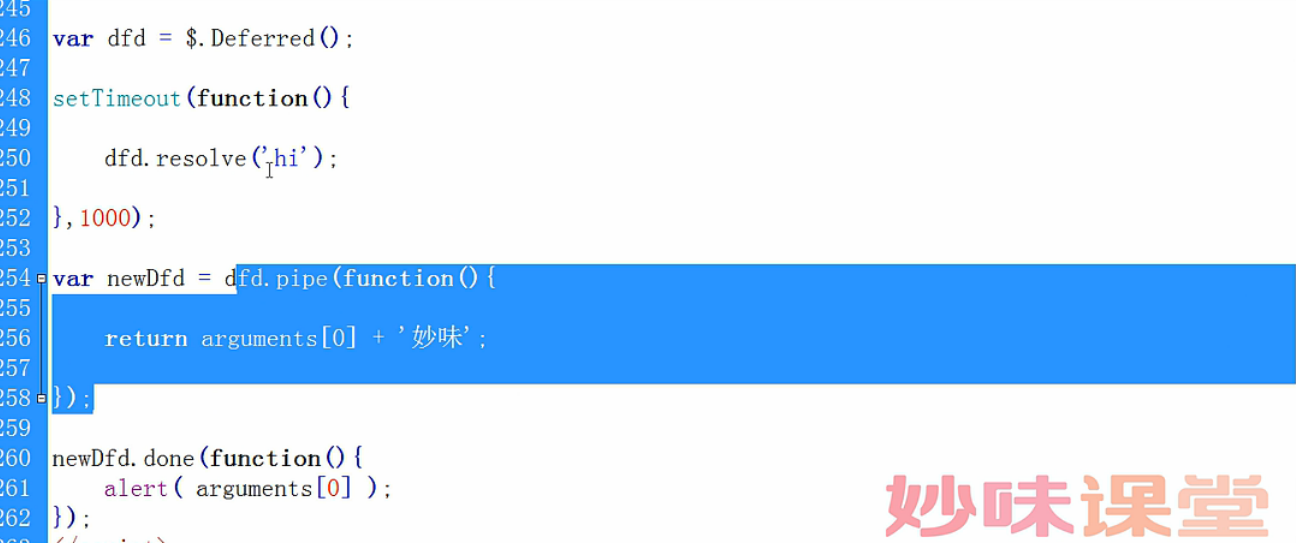 245
246 var dfd = $.Deferred();
247
248 setTimeout(function(){
249
250     dfd.resolve('hi');
251
252 },1000);
253
254 var newDfd = dfd.pipe(function(){
255
256     return arguments[0] + '妙味';
257
258 });
259
260 newDfd.done(function(){
261     alert( arguments[0] );
262 });
妙味课堂